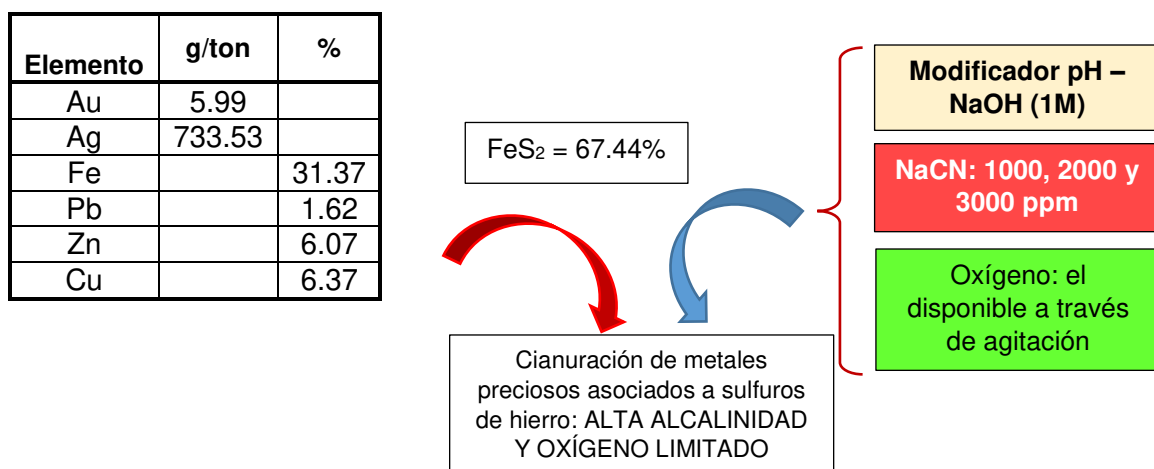 Elemento g/ton %
Au 5.99
Ag 733.53
Fe 31.37
Pb 1.62
Zn 6.07
Cu 6.37
FeS₂ = 67.44%
Modificador pH –
NaOH (1M)
NaCN: 1000, 2000 y
3000 ppm
Oxígeno: el
disponible a través
de agitación
Cianuración de metales
preciosos asociados a sulfuros
de hierro: ALTA ALCALINIDAD
Y OXÍGENO LIMITADO